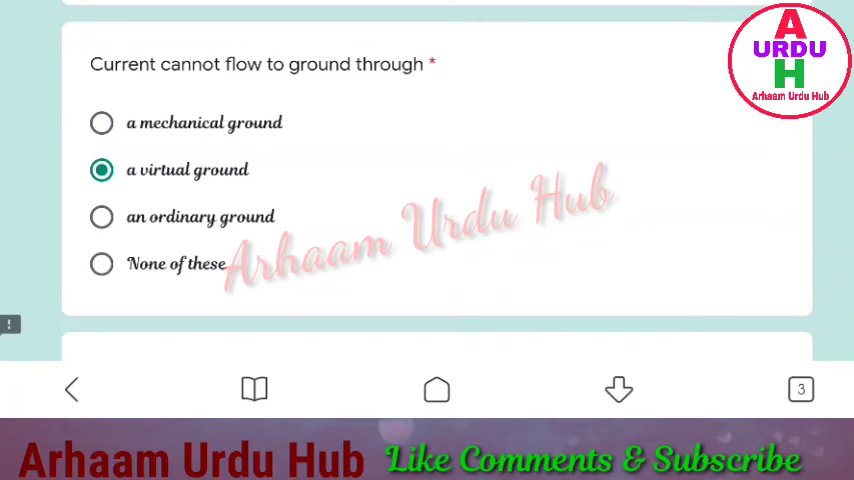 A
URDU
H
Arhaam Urdu Hub
Current cannot flow to ground through *
a mechanical ground
a virtual ground
an ordinary ground
None of these
Arhaam Urdu Hub
!
3
Arhaam Urdu Hub Like Comments & Subscribe